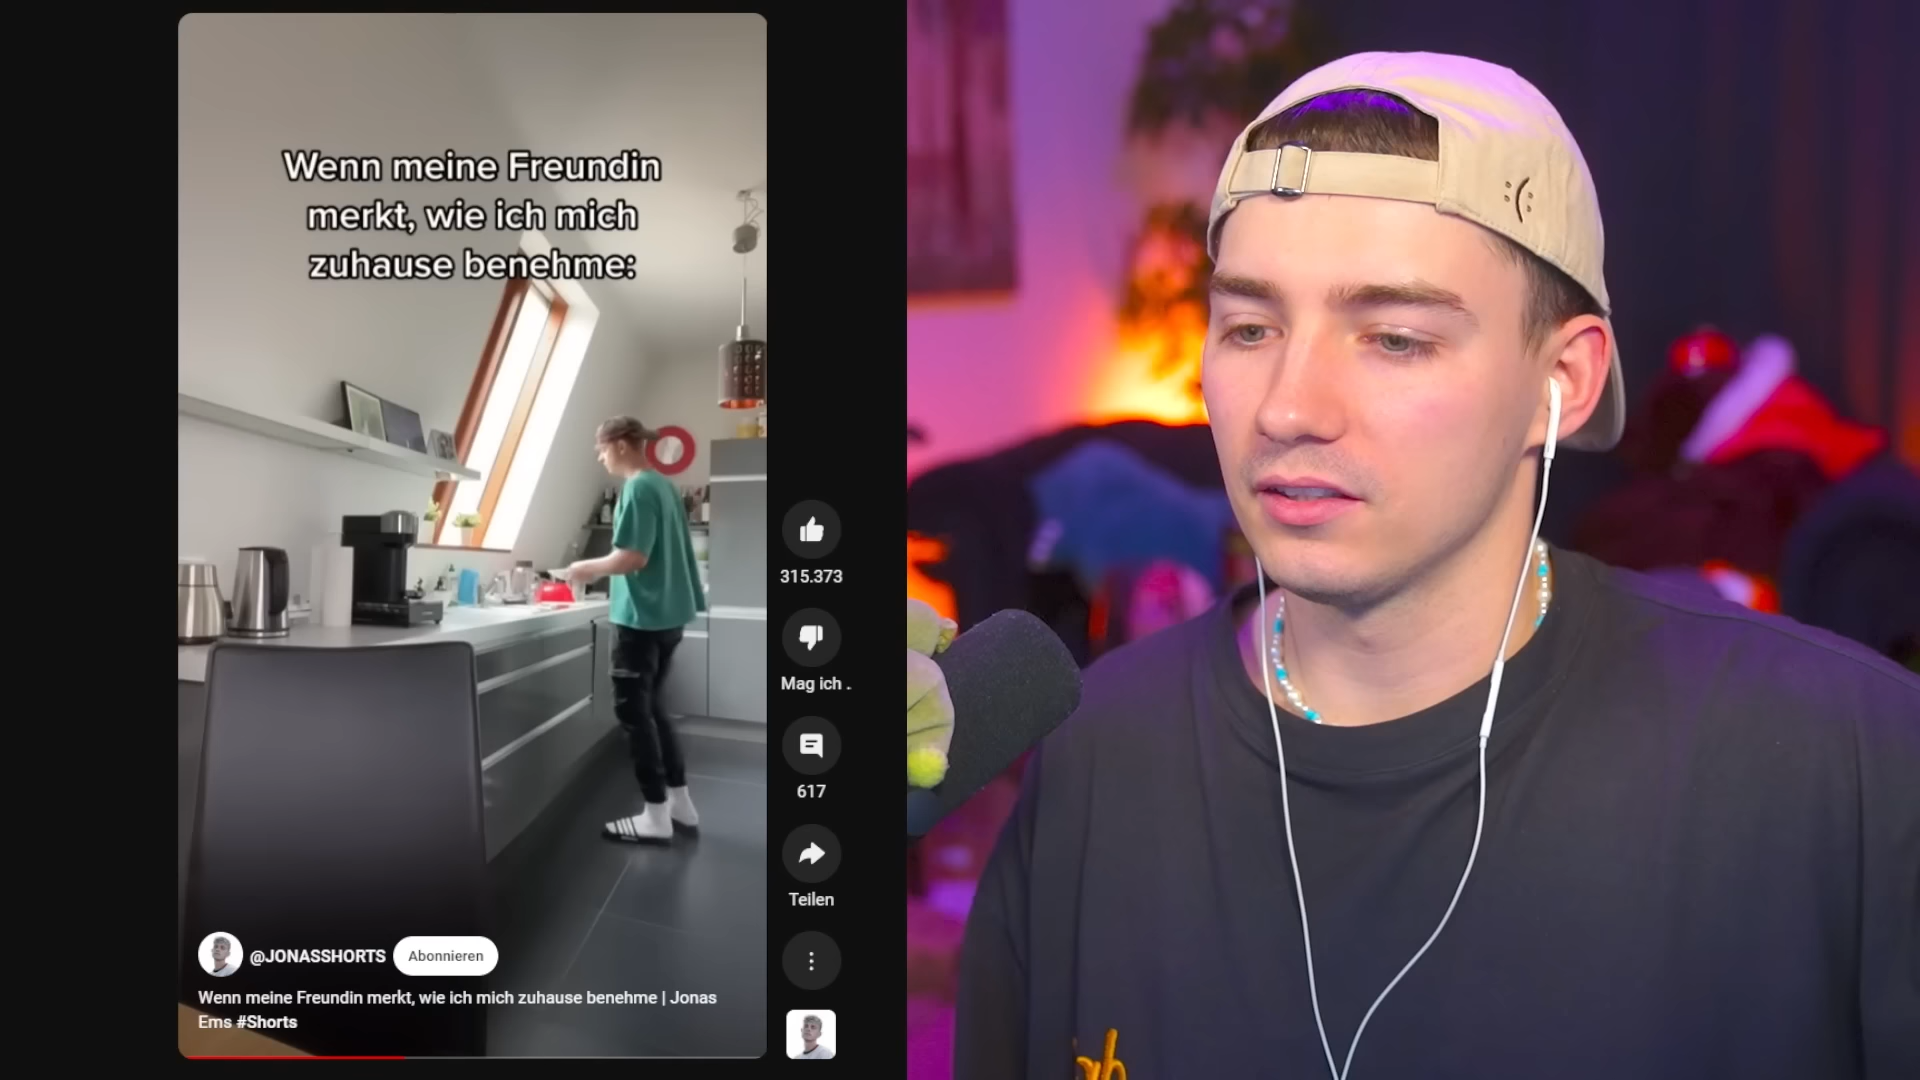 Wenn meine Freundin
merkt, wie ich mich
zuhause benehme:
315.373
Mag ich .
617
Teilen
@JONASSHORTS
Abonnieren
Wenn meine Freundin merkt, wie ich mich zuhause benehme | Jonas
Ems #Shorts